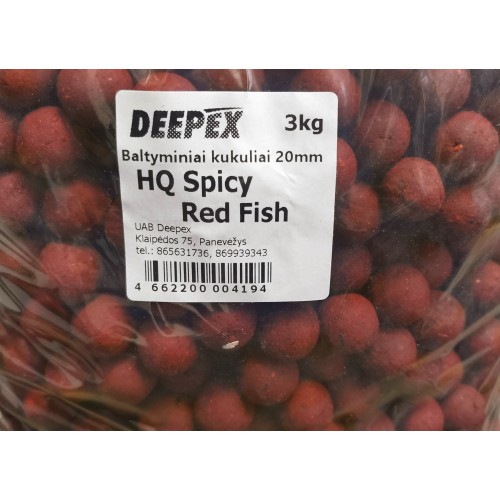 DEEPEX 3kg
Baltyminiai kukuliai 20mm
HQ Spicy
Red Fish
UAB Deepex
Klaipėdos 75, Panevežys
tel.: 865631736, 869939343
4 662200 004194